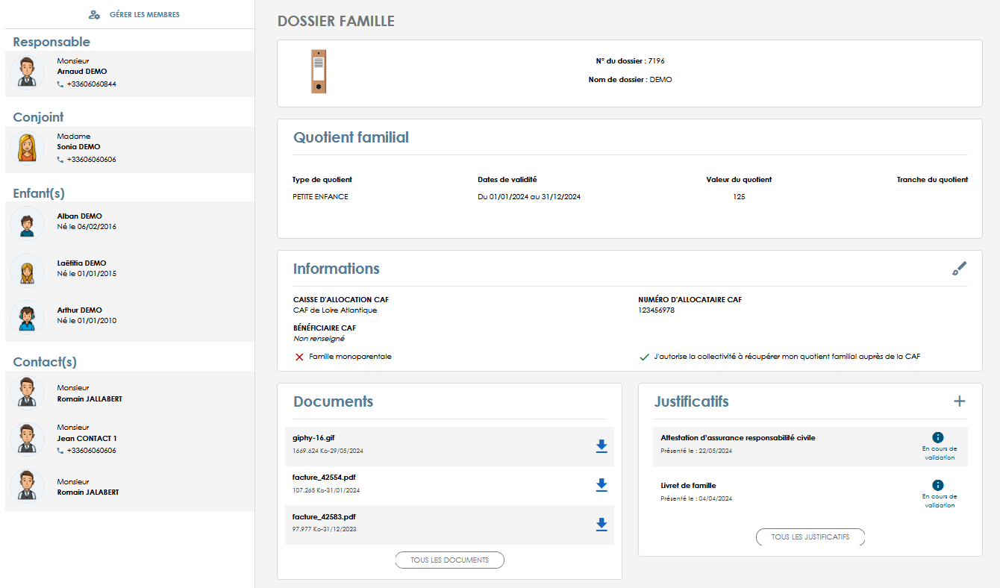 GÉRER LES MEMBRES
Responsable
Monsieur
Arnaud DEMO
+33606060844
Conjoint
Madame
Sonia DEMO
+33606060606
Enfant(s)
Alban DEMO
Né le 06/02/2016
Laëtitia DEMO
Né le 01/01/2015
Arthur DEMO
Né le 01/01/2010
Contact(s)
Monsieur
Romain JALLABERT
Monsieur
Jean CONTACT 1
+33606060606
Monsieur
Romain JALABERT
DOSSIER FAMILLE
N° du dossier : 7196
Nom de dossier : DEMO
Quotient familial
Type de quotient Dates de validité Valeur du quotient Tranche du quotient
PETITE ENFANCE Du 01/01/2024 au 31/12/2024 125
Informations
CAISSE D'ALLOCATION CAF
CAF de Loire Atlantique
NUMÉRO D'ALLOCATAIRE CAF
123456978
BÉNÉFICIAIRE CAF
Non renseigné
Famille monoparentale
J'autorise la collectivité à récupérer mon quotient familial auprès de la CAF
Documents
giphy-16.gif
1669.624 Ko-29/05/2024
facture_42554.pdf
107.265 Ko-31/01/2024
facture_42583.pdf
97.977 Ko-31/12/2023
TOUS LES DOCUMENTS
Justificatifs
Attestation d'assurance responsabilité civile
Présenté le : 22/05/2024
En cours de
validation
Livret de famille
Présenté le : 04/04/2024
En cours de
validation
TOUS LES JUSTIFICATIFS